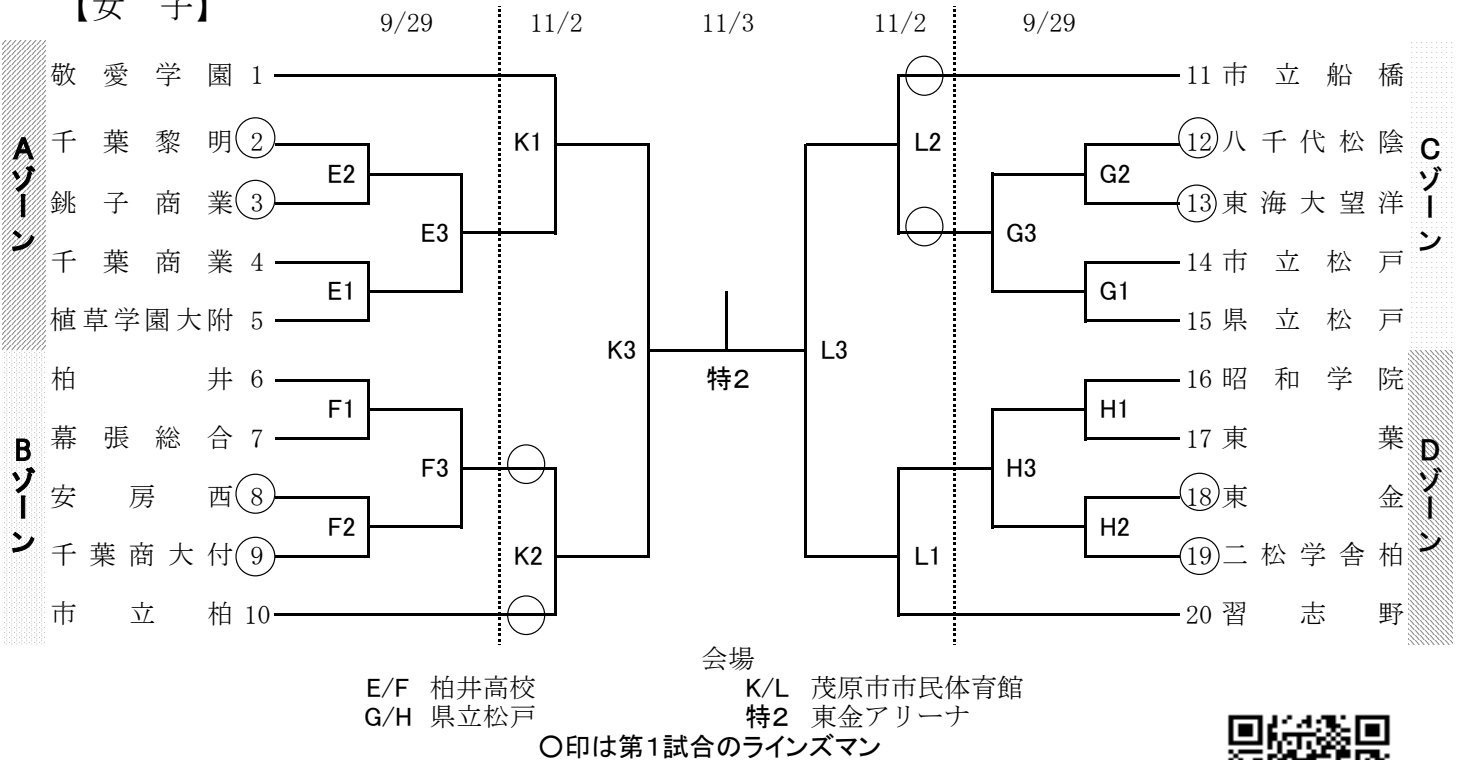 【女 子】
9/29 11/2 11/3 11/2 9/29
敬愛学園 1 11 市立船橋
千葉黎明 ② K1 L2 ⑫ 八千代松陰
E2 G2
銚子商業 ③ ⑬ 東海大望洋
Aゾーン E3 G3 Cゾーン
千葉商業 4 14 市立松戸
E1 G1
植草学園大附 5 15 県立松戸
K3 L3
柏井 6 特2 16 昭和学院
F1 H1
幕張総合 7 17 東葉
Bゾーン F3 H3 Dゾーン
安房西 ⑧ ⑱ 東金
F2 H2
千葉商大付 ⑨ K2 L1 ⑲ 二松学舎柏
市立柏 10 20 習志野
会場
E/F 柏井高校 K/L 茂原市市民体育館
G/H 県立松戸 特2 東金アリーナ
〇印は第1試合のラインズマン